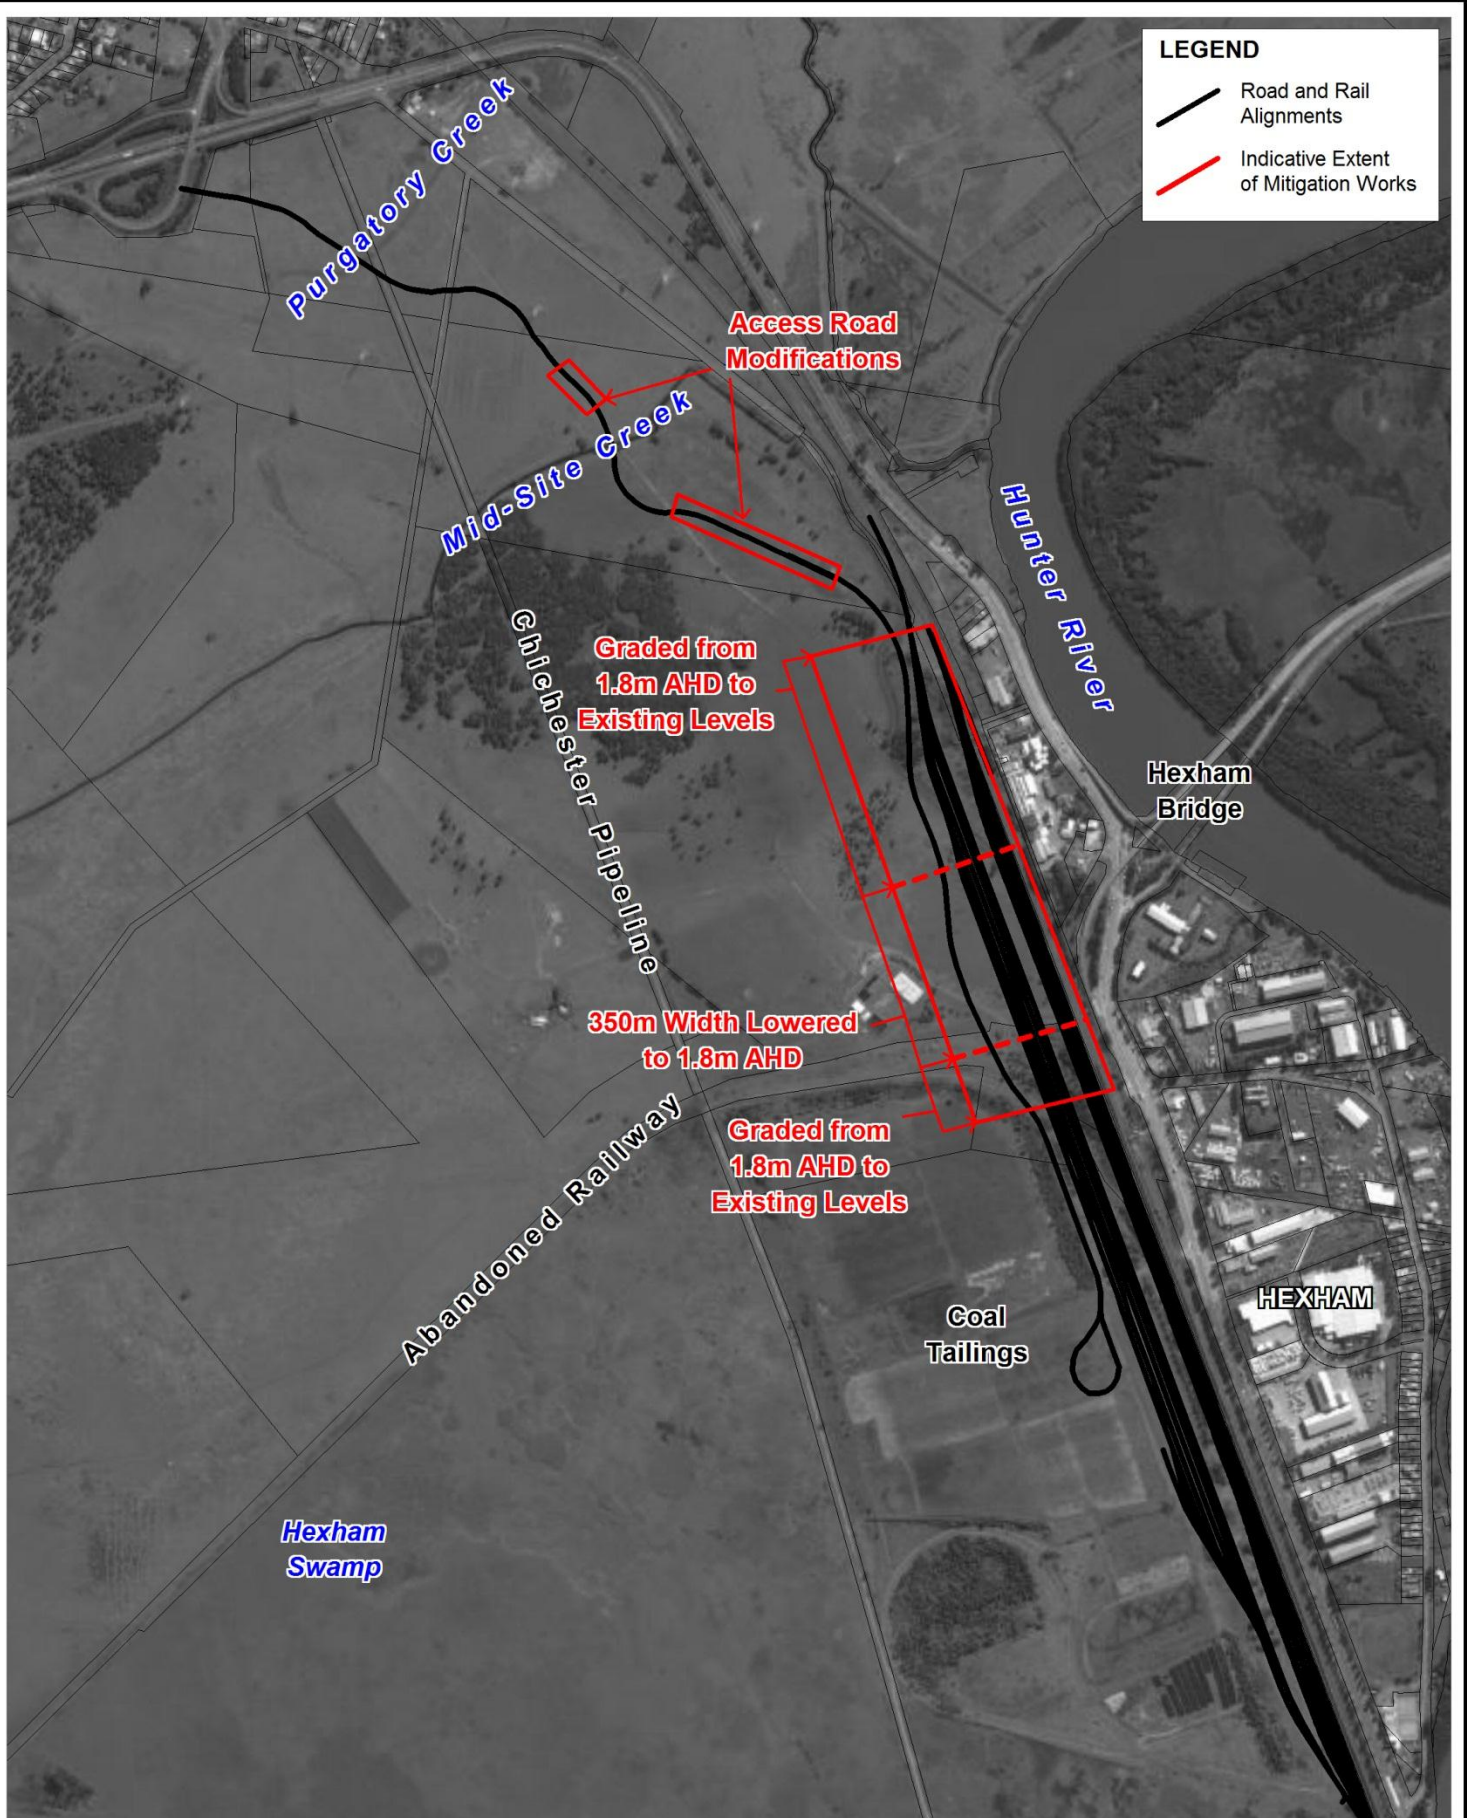 LEGEND
Road and Rail
Alignments
Indicative Extent
of Mitigation Works
Purgatory Creek
Access Road
Modifications
Mid-Site Creek
Hunter River
Chichester Pipeline
Graded from
1.8m AHD to
Existing Levels
Hexham
Bridge
350m Width Lowered
to 1.8m AHD
Abandoned Railway
Graded from
1.8m AHD to
Existing Levels
HEXHAM
Coal
Tailings
Hexham
Swamp